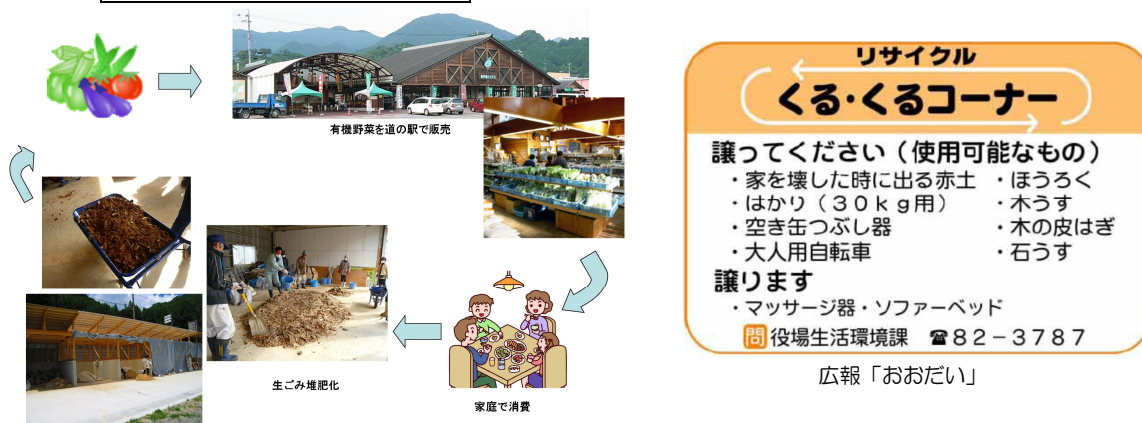 有機野菜を道の駅で販売
生ごみ堆肥化
家庭で消費
リサイクル
くる・くるコーナー
譲ってください（使用可能なもの）
・家を壊した時に出る赤土 ・ほうろく
・はかり（３０ｋｇ用） ・木うす
・空き缶つぶし器 ・木の皮はぎ
・大人用自転車 ・石うす
譲ります
・マッサージ器・ソファーベッド
問 役場生活環境課 ☎８２－３７８７
広報「おおだい」